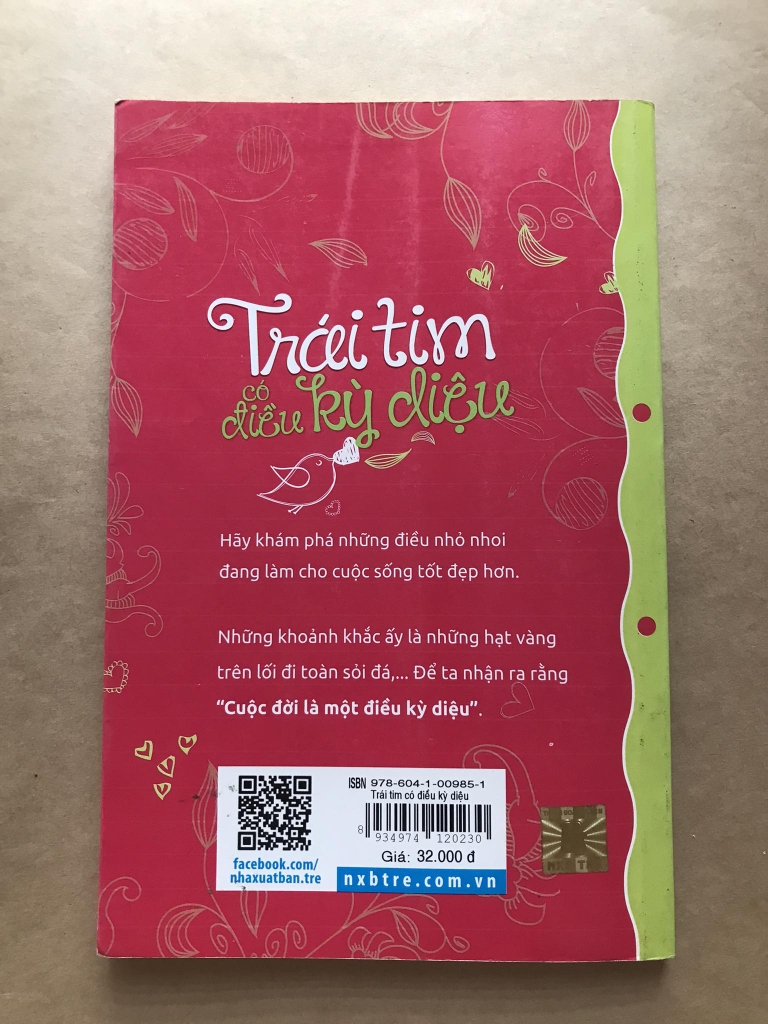 Trái tim
có
điều kỳ diệu
Hãy khám phá những điều nhỏ nhoi
đang làm cho cuộc sống tốt đẹp hơn.
Những khoảnh khắc ấy là những hạt vàng
trên lối đi toàn sỏi đá,... Để ta nhận ra rằng
“Cuộc đời là một điều kỳ diệu”.
ISBN 978-604-1-00985-1
Trái tim có điều kỳ diệu
8 934974 120230
Giá: 32.000 đ
facebook.com/
nhaxuatban.tre
nxbtre.com.vn